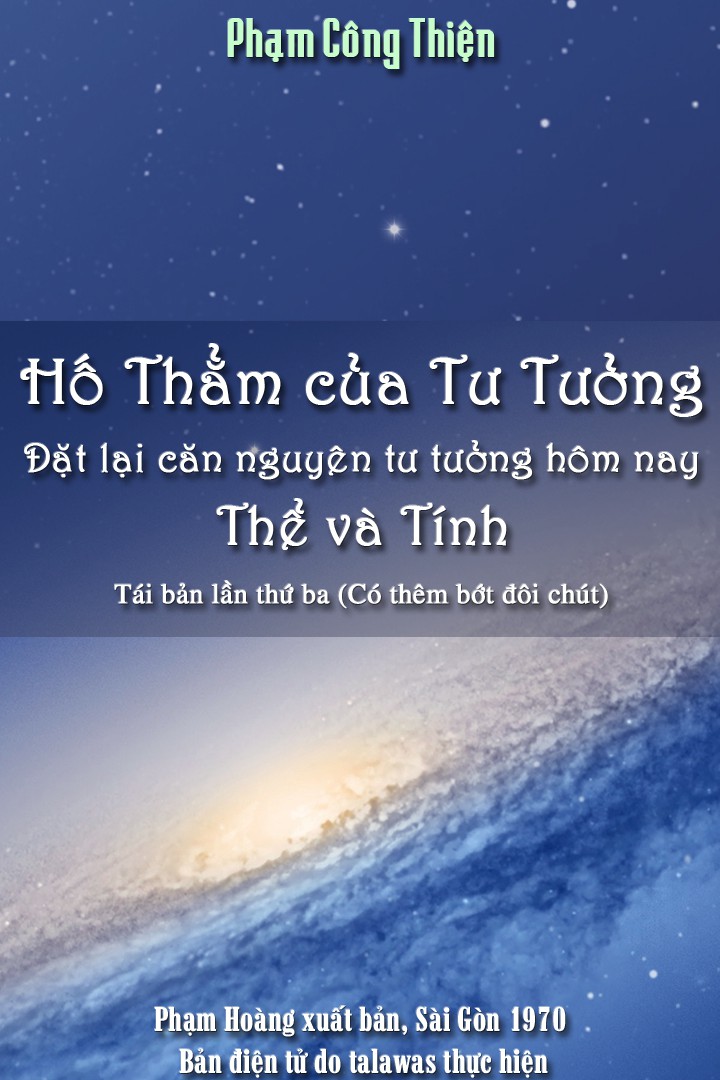 Phạm Công Thiện
Hố Thẳm của Tư Tưởng
Đặt lại căn nguyên tư tưởng hôm nay
Thể và Tính
Tái bản lần thứ ba (Có thêm bớt đôi chút)
Phạm Hoàng xuất bản, Sài Gòn 1970
Bản điện tử do talawas thực hiện